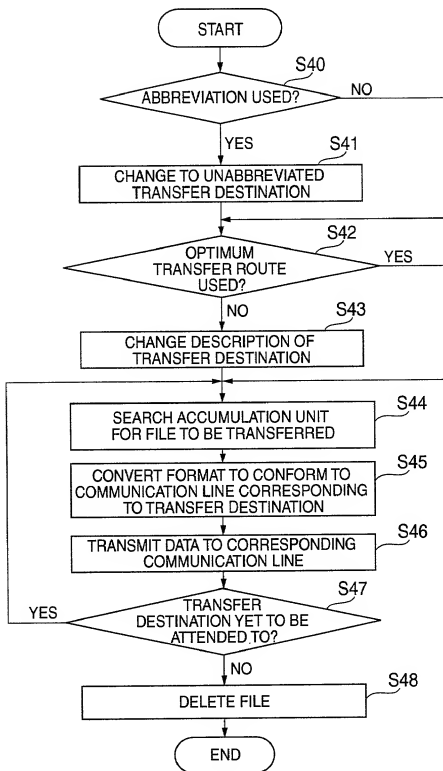 START
S40
ABBREVIATION USED?
NO
YES
S41
CHANGE TO UNABBREVIATED
TRANSFER DESTINATION
S42
OPTIMUM
TRANSFER ROUTE
USED?
YES
NO
S43
CHANGE DESCRIPTION OF
TRANSFER DESTINATION
S44
SEARCH ACCUMULATION UNIT
FOR FILE TO BE TRANSFERRED
S45
CONVERT FORMAT TO CONFORM TO
COMMUNICATION LINE CORRESPONDING
TO TRANSFER DESTINATION
S46
TRANSMIT DATA TO CORRESPONDING
COMMUNICATION LINE
S47
YES
TRANSFER
DESTINATION YET TO BE
ATTENDED TO?
NO
S48
DELETE FILE
END